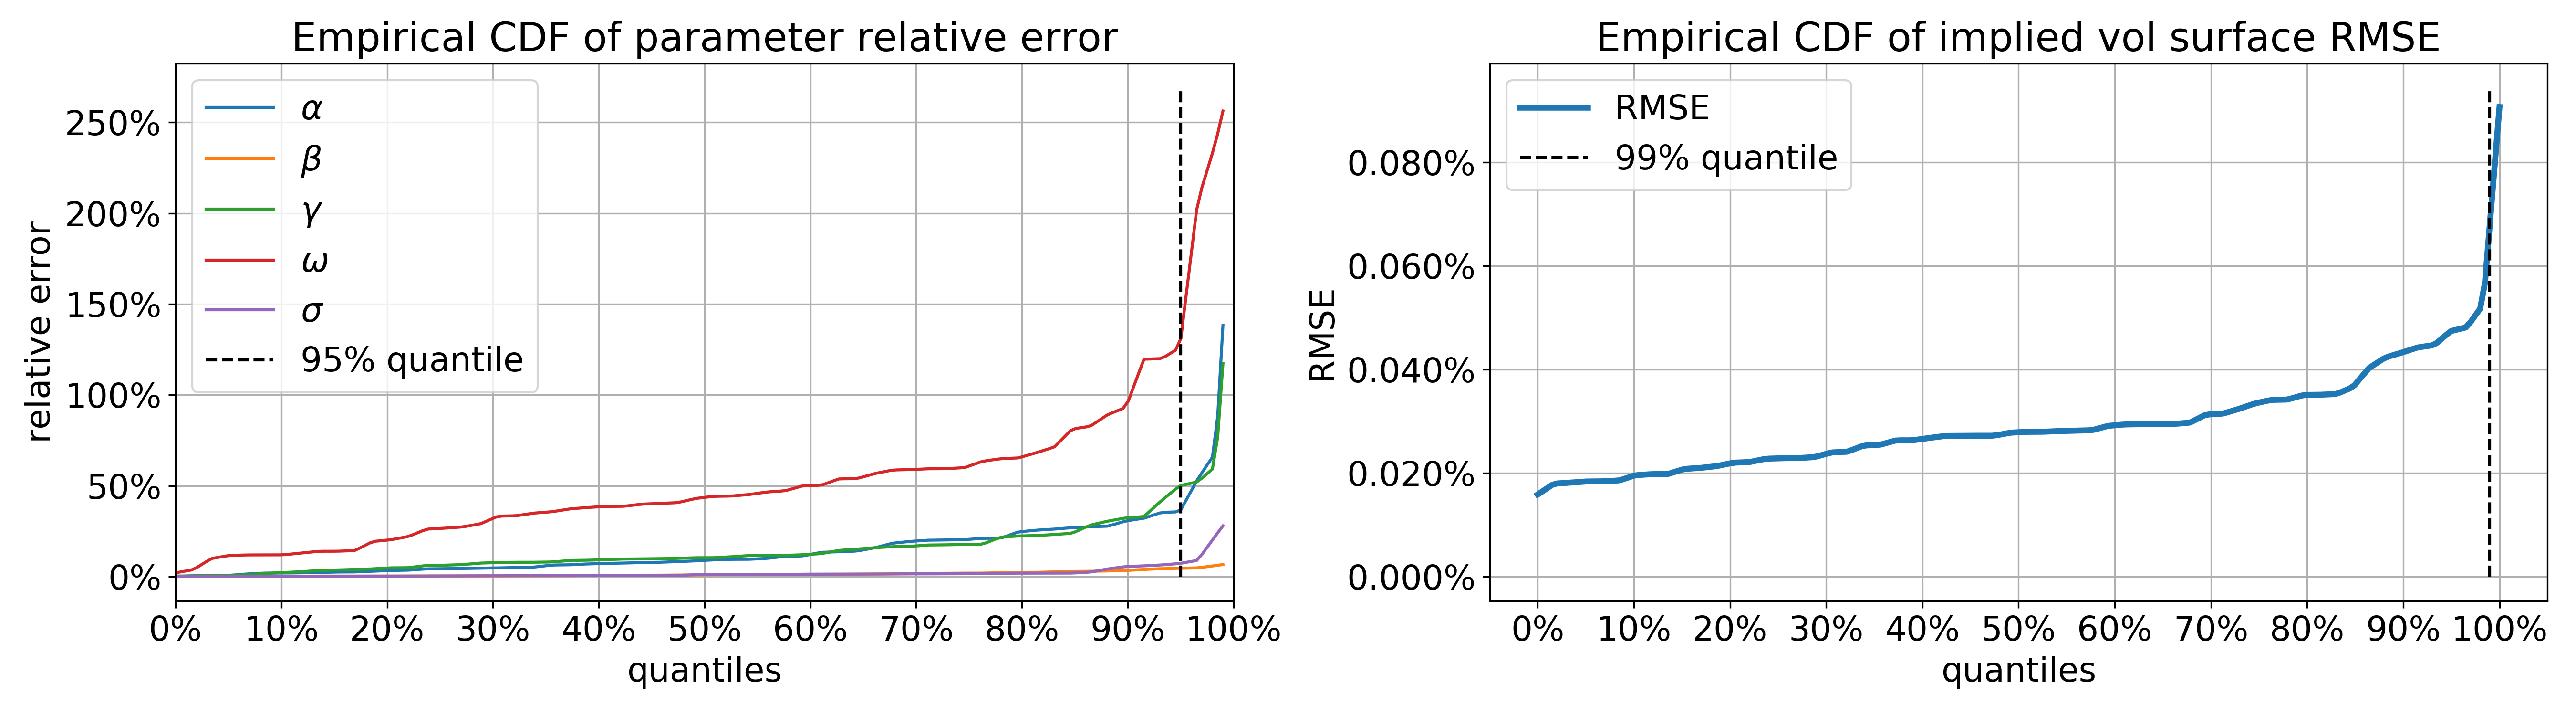 Empirical CDF of parameter relative error
relative error
250%
200%
150%
100%
50%
0%
α
β
γ
ω
σ
95% quantile
0% 10% 20% 30% 40% 50% 60% 70% 80% 90% 100%
quantiles
Empirical CDF of implied vol surface RMSE
RMSE
0.080%
0.060%
0.040%
0.020%
0.000%
RMSE
99% quantile
0% 10% 20% 30% 40% 50% 60% 70% 80% 90% 100%
quantiles